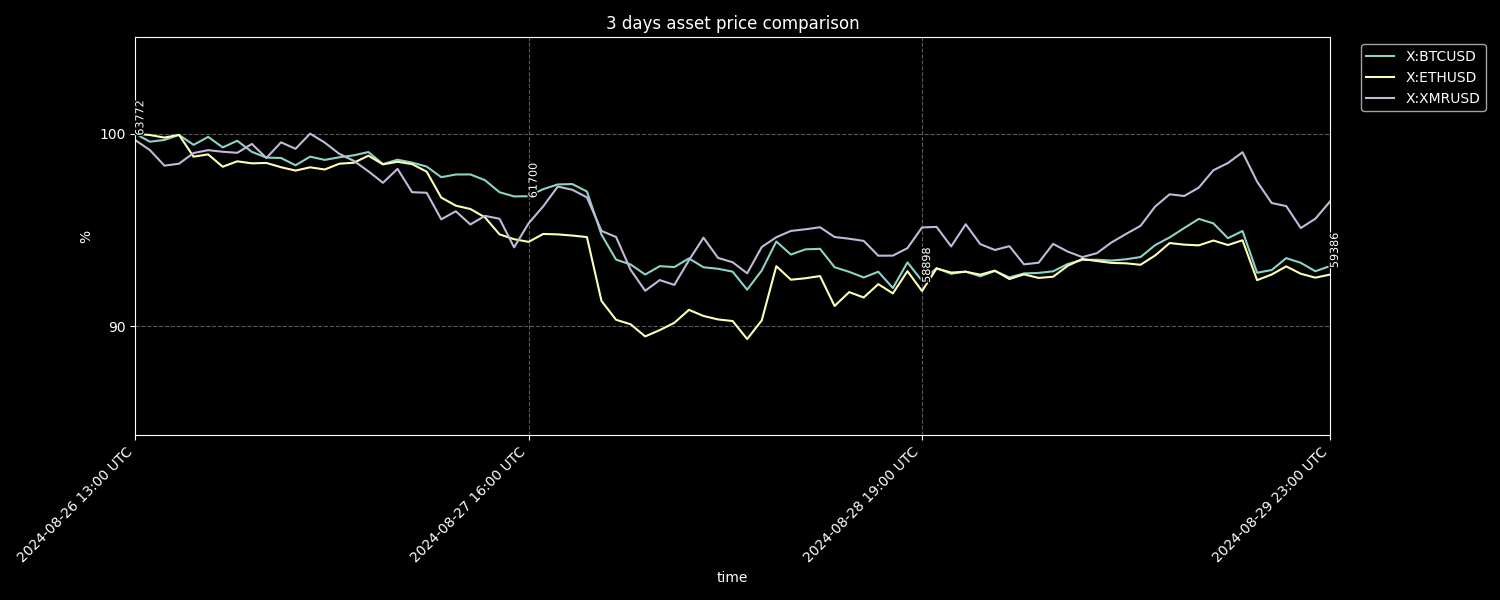 3 days asset price comparison
X:BTCUSD
X:ETHUSD
X:XMRUSD
63772
61700
58898
59386
100
90
%
2024-08-26 13:00 UTC
2024-08-27 16:00 UTC
2024-08-28 19:00 UTC
2024-08-29 23:00 UTC
time